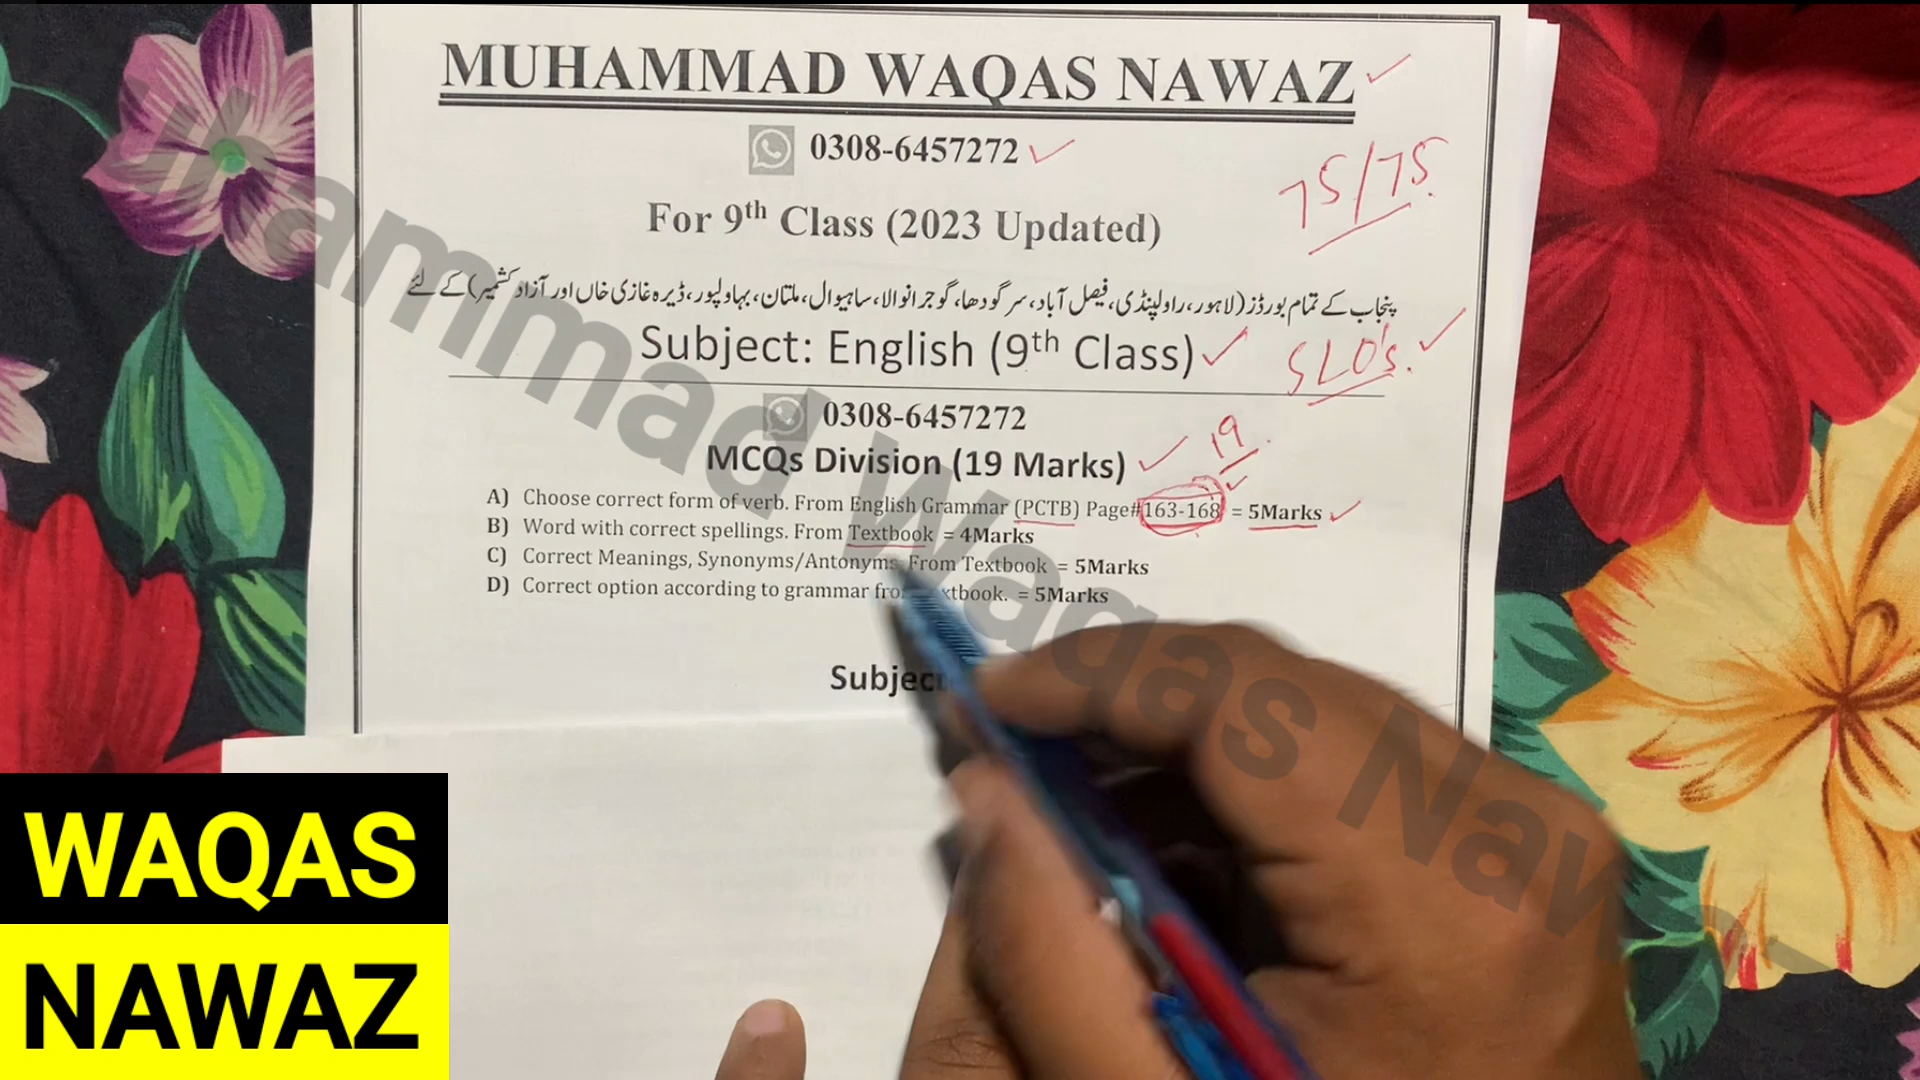 MUHAMMAD WAQAS NAWAZ
0308-6457272
75/75
For 9th Class (2023 Updated)
پنجاب کے تمام بورڈز (لاہور، راولپنڈی، فیصل آباد، سرگودھا، گوجرانوالا، ساہیوال، ملتان، بہاولپور، ڈیرہ غازی خاں اور آزاد کشمیر) کے لئے
Subject: English (9th Class)
SLO's.
0308-6457272
19
MCQs Division (19 Marks)
A) Choose correct form of verb. From English Grammar (PCTB) Page#163-168 = 5Marks
B) Word with correct spellings. From Textbook = 4Marks
C) Correct Meanings, Synonyms/Antonyms From Textbook = 5Marks
D) Correct option according to grammar = 5Marks
Muhammad Waqas Nawaz
WAQAS
NAWAZ